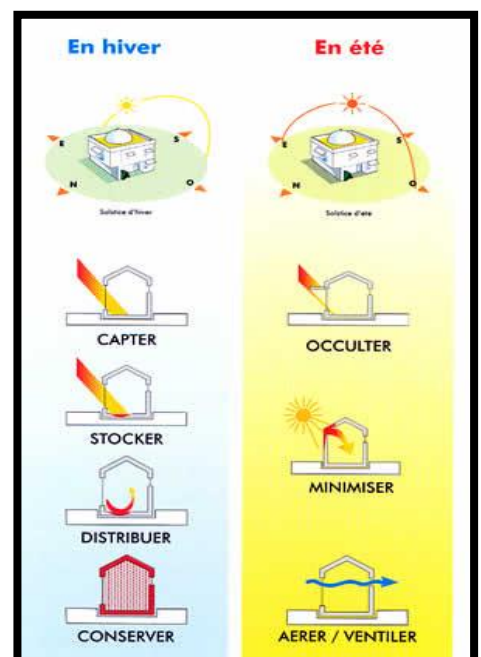 En hiver
E
S
N
O
Solstice d'hiver
CAPTER
STOCKER
DISTRIBUER
CONSERVER
En été
E
S
N
O
Solstice d'été
OCCULTER
MINIMISER
AERER / VENTILER